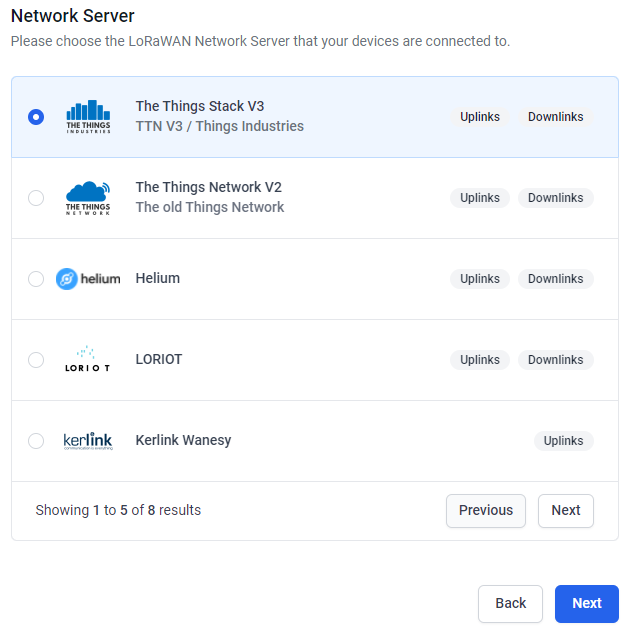 Network Server
Please choose the LoRaWAN Network Server that your devices are connected to.
THE THINGS
INDUSTRIES
The Things Stack V3
TTN V3 / Things Industries
Uplinks Downlinks
THE THINGS
NETWORK
The Things Network V2
The old Things Network
Uplinks Downlinks
helium Helium Uplinks Downlinks
LORIOT LORIOT Uplinks Downlinks
kerlink
communication is everything
Kerlink Wanesy Uplinks
Showing 1 to 5 of 8 results Previous Next
Back Next